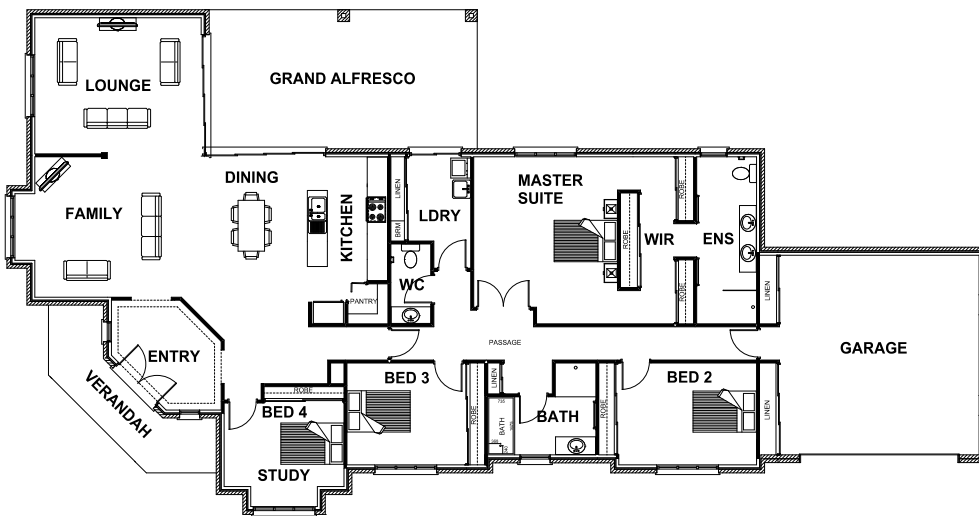 LOUNGE
GRAND ALFRESCO
DINING
FAMILY
KITCHEN
LINEN
BRM
LDRY
WC
PANTRY
MASTER
SUITE
ROBE
ROBE
WIR
ROBE
ENS
LINEN
ENTRY
VERANDAH
PASSAGE
GARAGE
ROBE
BED 4
STUDY
BED 3
ROBE
LINEN
BATH
BATH
ROBE
BED 2
LINEN